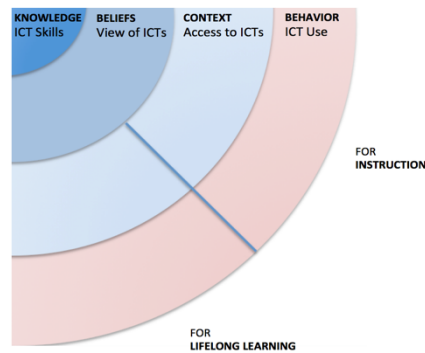 KNOWLEDGE
ICT Skills
BELIEFS
View of ICTs
CONTEXT
Access to ICTs
BEHAVIOR
ICT Use
FOR
INSTRUCTION
FOR
LIFELONG LEARNING